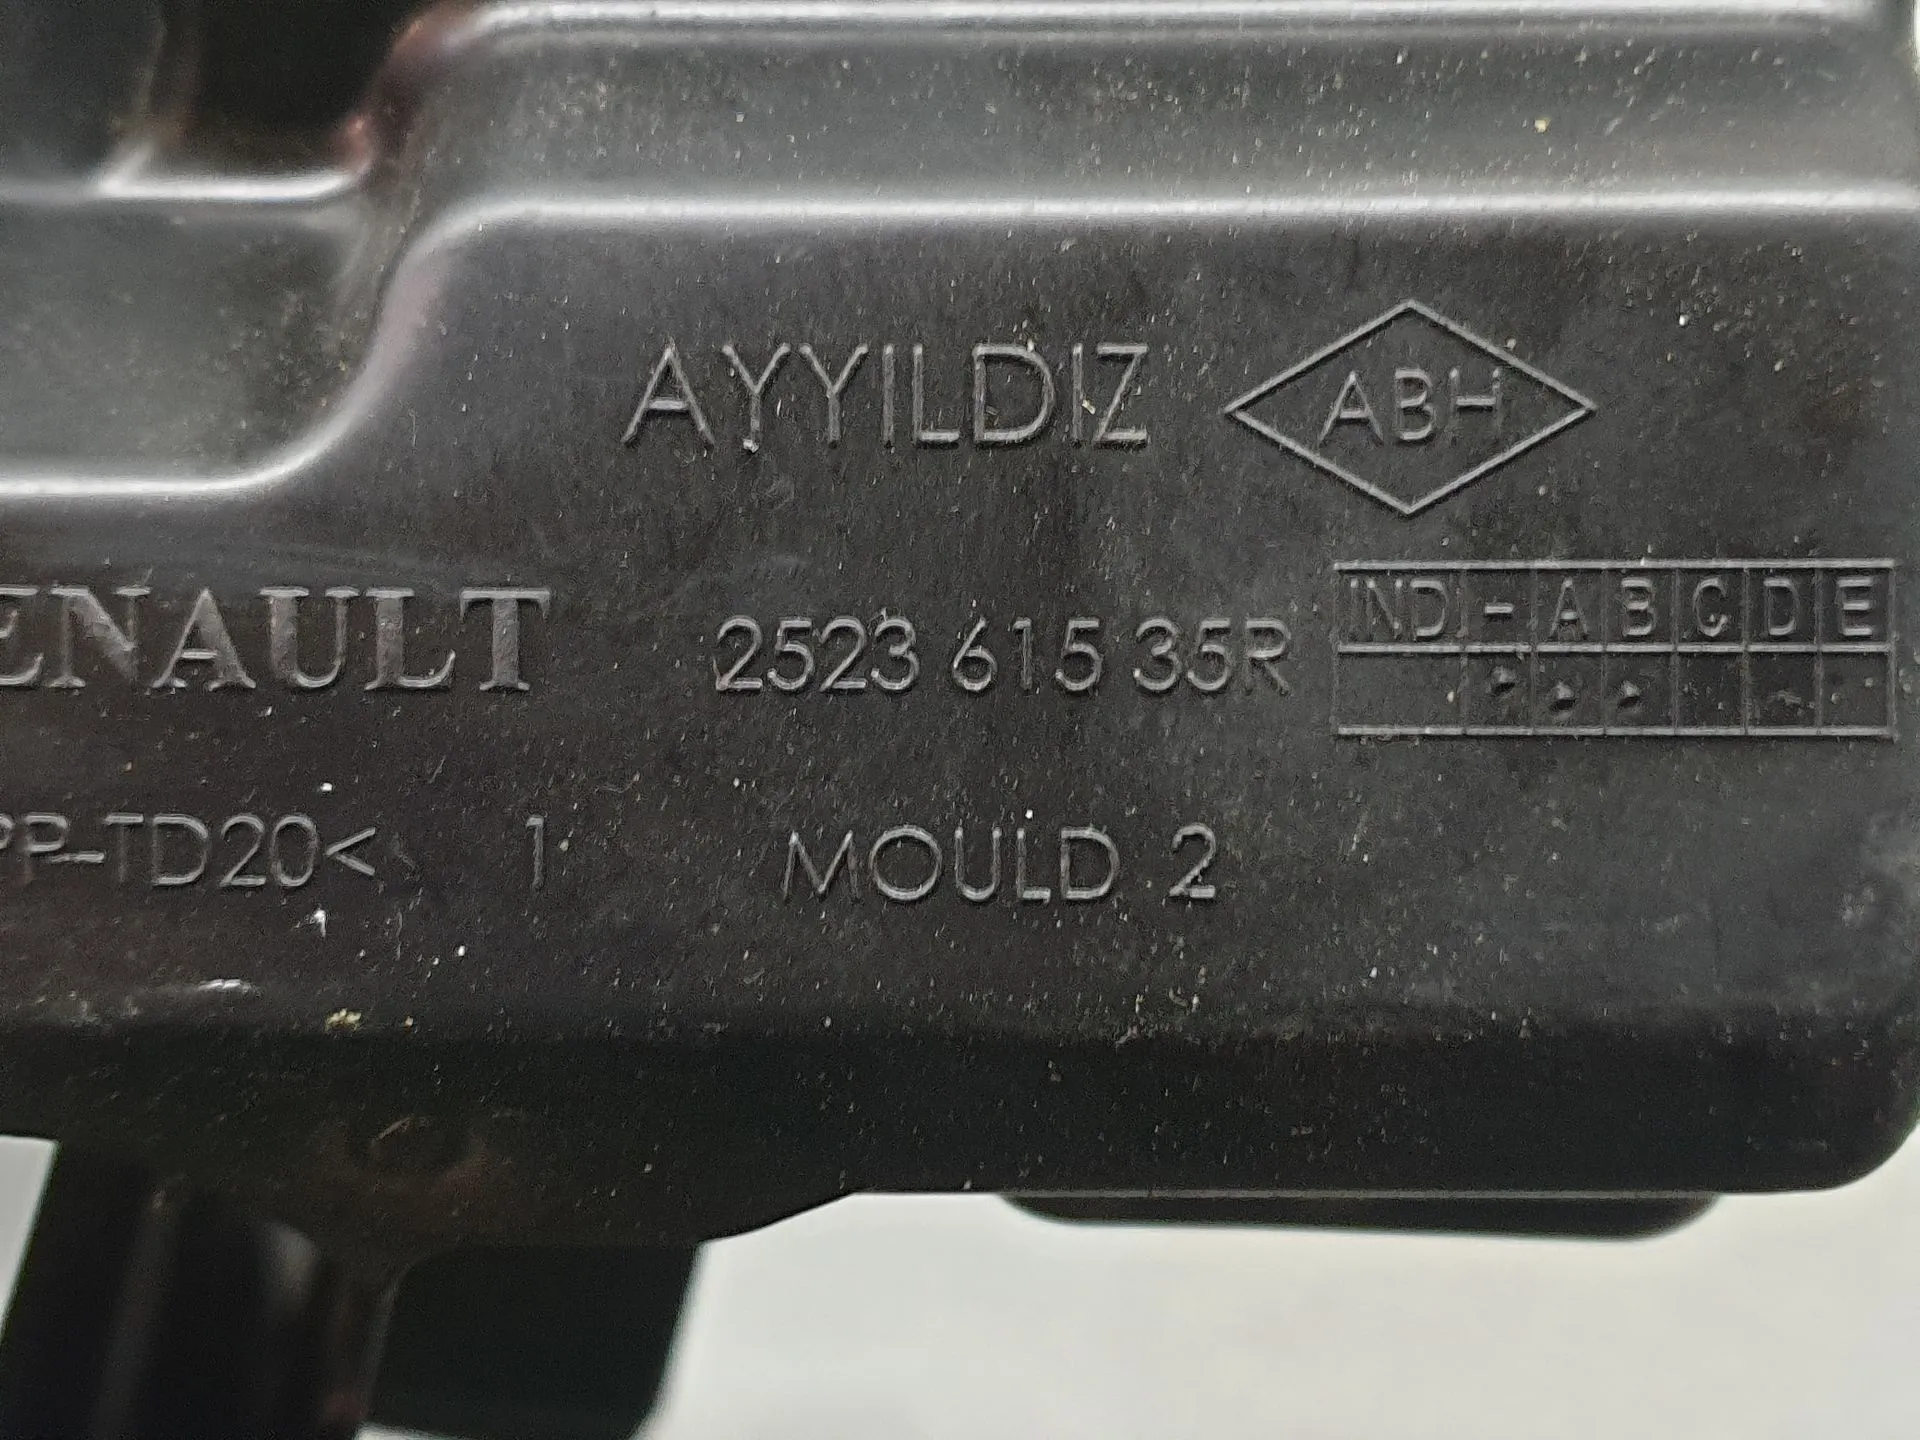 AYYILDIZ ABH
ENAULT 2523 615 35R IND - A B C D E
PP-TD20< 1 MOULD 2